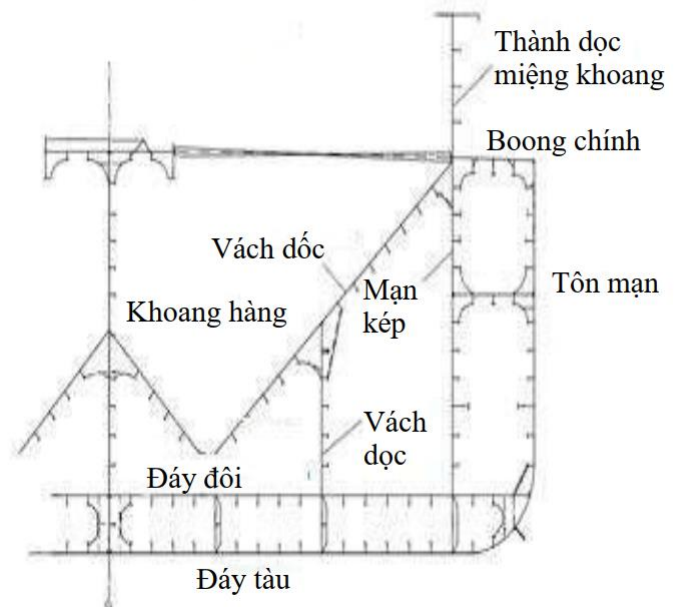 Thành dọc
miệng khoang
Boong chính
Vách dốc
Mạn
kép
Tôn mạn
Khoang hàng
Vách
dọc
Đáy đôi
Đáy tàu